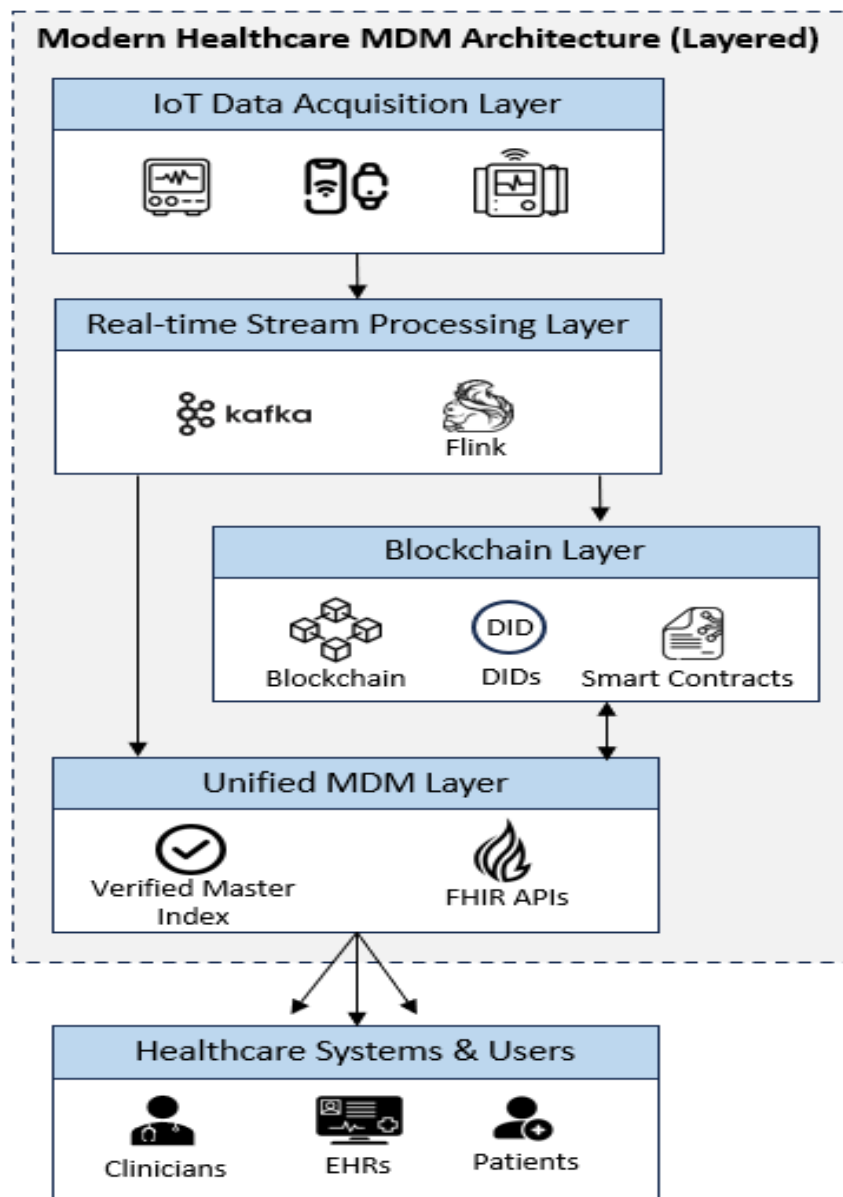 Modern Healthcare MDM Architecture (Layered)
IoT Data Acquisition Layer
Real-time Stream Processing Layer
kafka
Flink
Blockchain Layer
DID
Blockchain
DIDs
Smart Contracts
Unified MDM Layer
Verified Master
Index
FHIR APIs
Healthcare Systems & Users
Clinicians
EHRs
Patients